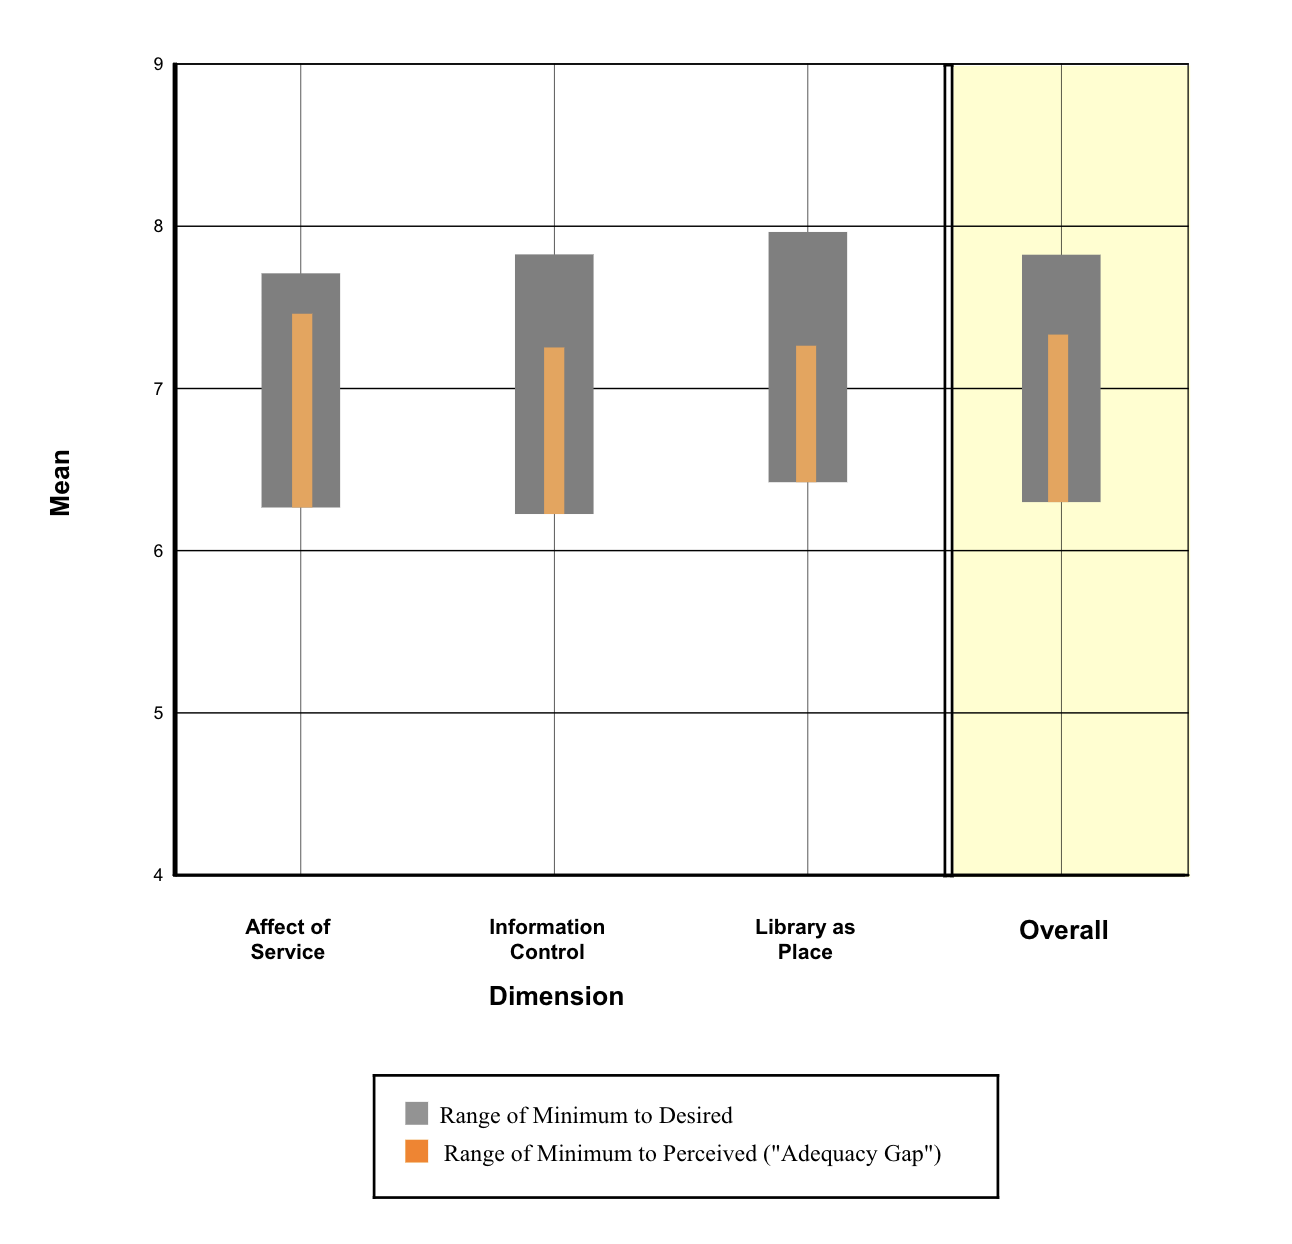 9
8
7
6
5
4
Mean
Affect of
Service
Information
Control
Library as
Place
Overall
Dimension
Range of Minimum to Desired
Range of Minimum to Perceived ("Adequacy Gap")